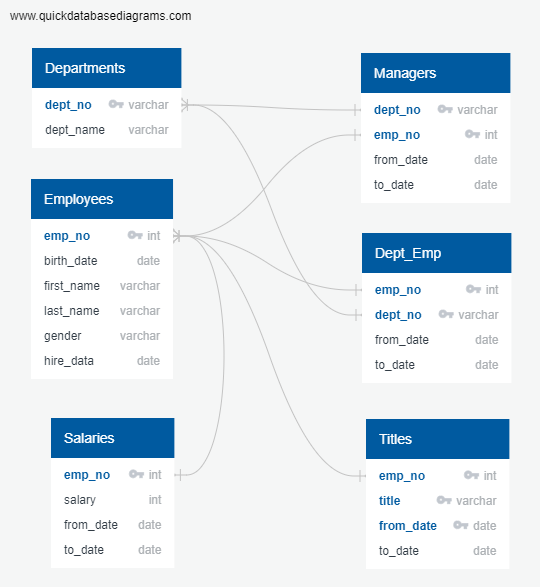 www.quickdatabasediagrams.com
Departments
dept_no varchar
dept_name varchar
Employees
emp_no int
birth_date date
first_name varchar
last_name varchar
gender varchar
hire_data date
Salaries
emp_no int
salary int
from_date date
to_date date
Managers
dept_no varchar
emp_no int
from_date date
to_date date
Dept_Emp
emp_no int
dept_no varchar
from_date date
to_date date
Titles
emp_no int
title varchar
from_date date
to_date date